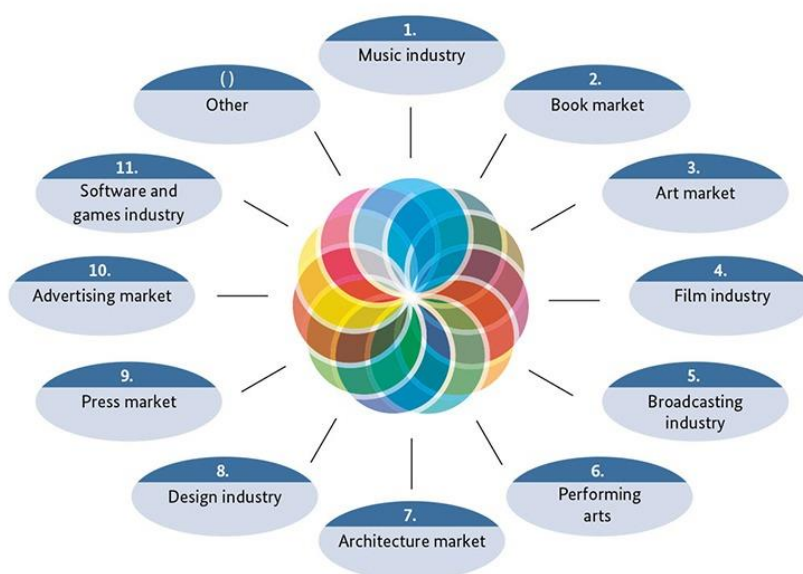 1.
Music industry
2.
Book market
3.
Art market
4.
Film industry
5.
Broadcasting
industry
6.
Performing
arts
7.
Architecture market
8.
Design industry
9.
Press market
10.
Advertising market
11.
Software and
games industry
( )
Other